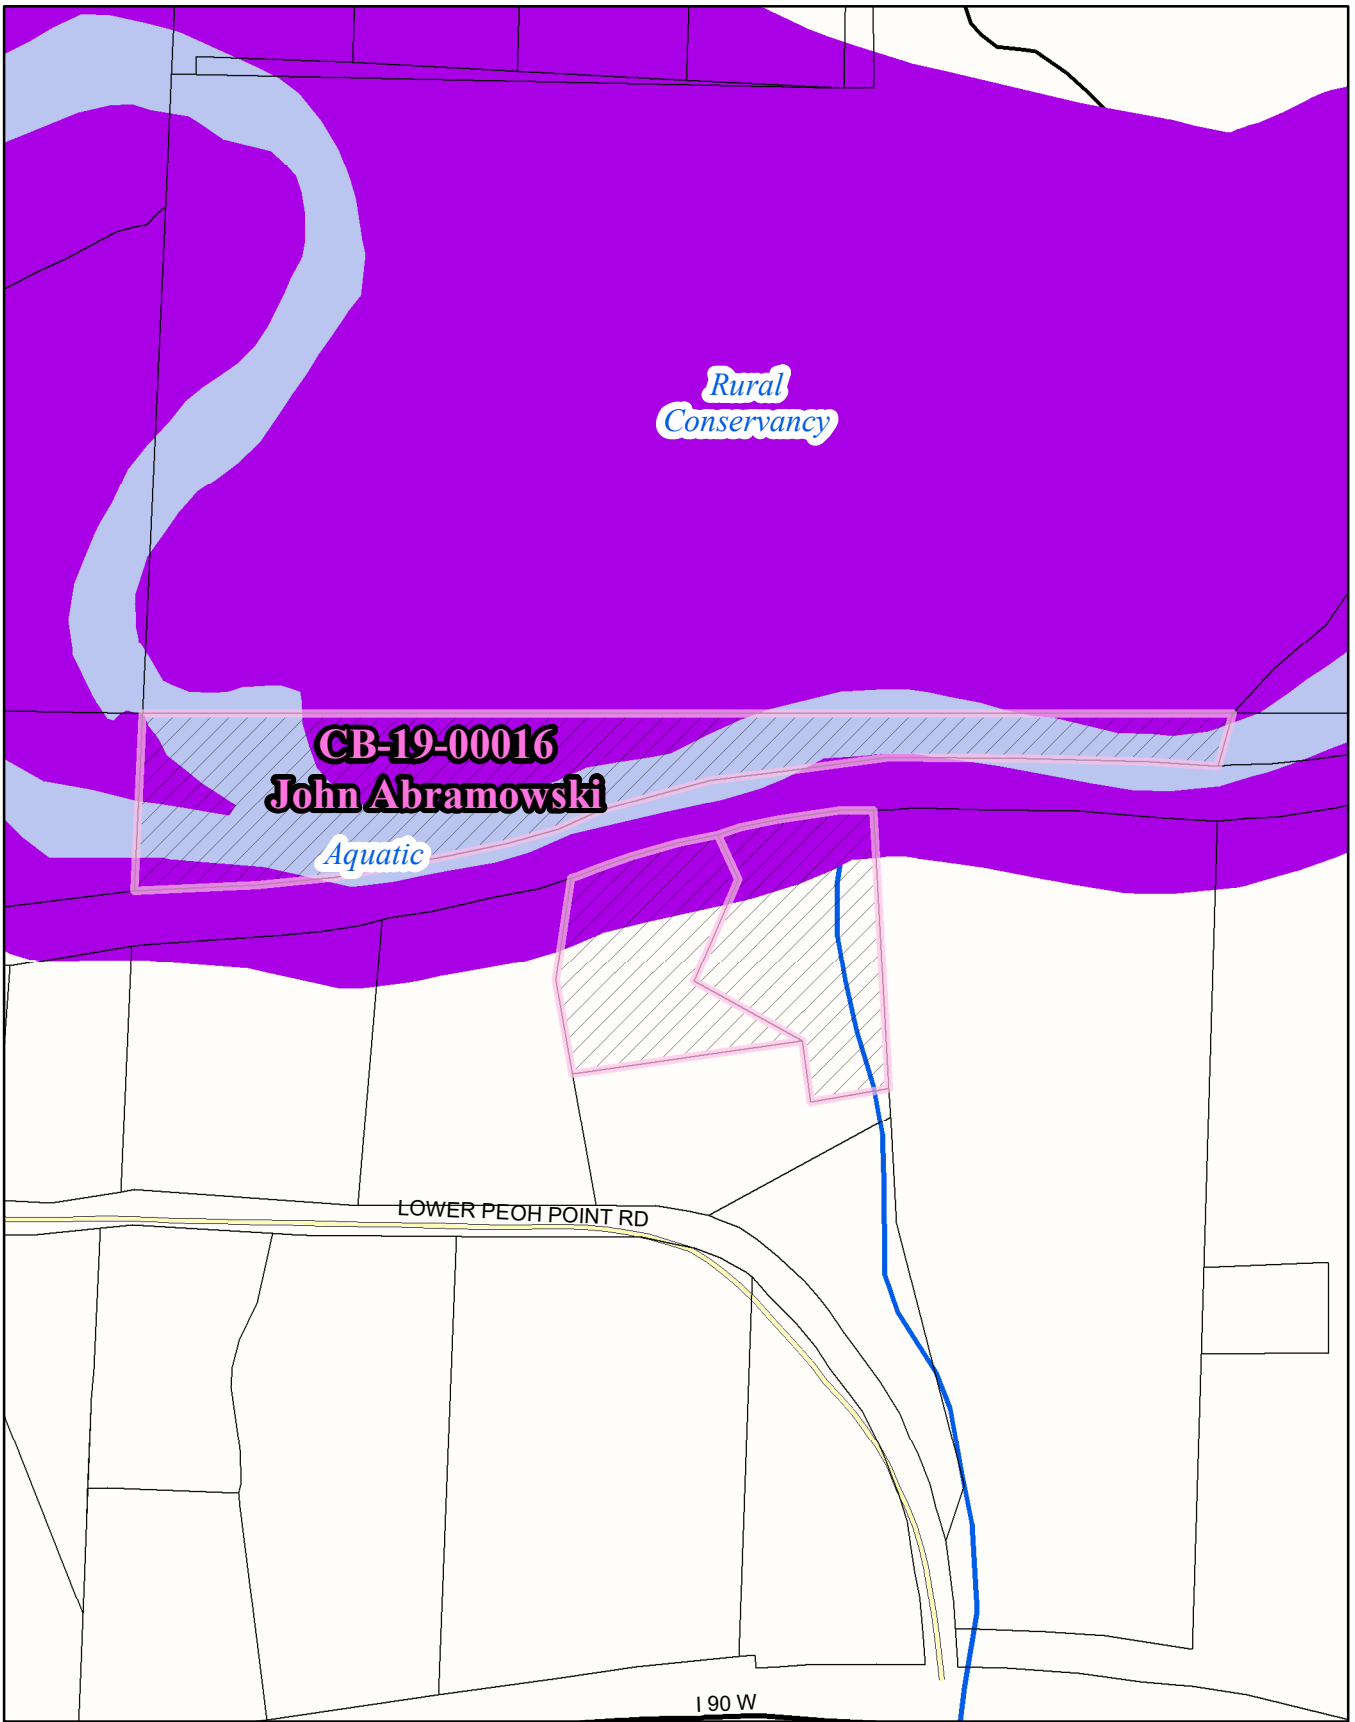 Rural
Conservancy
CB-19-00016
John Abramowski
Aquatic
LOWER PEOH POINT RD
I 90 W